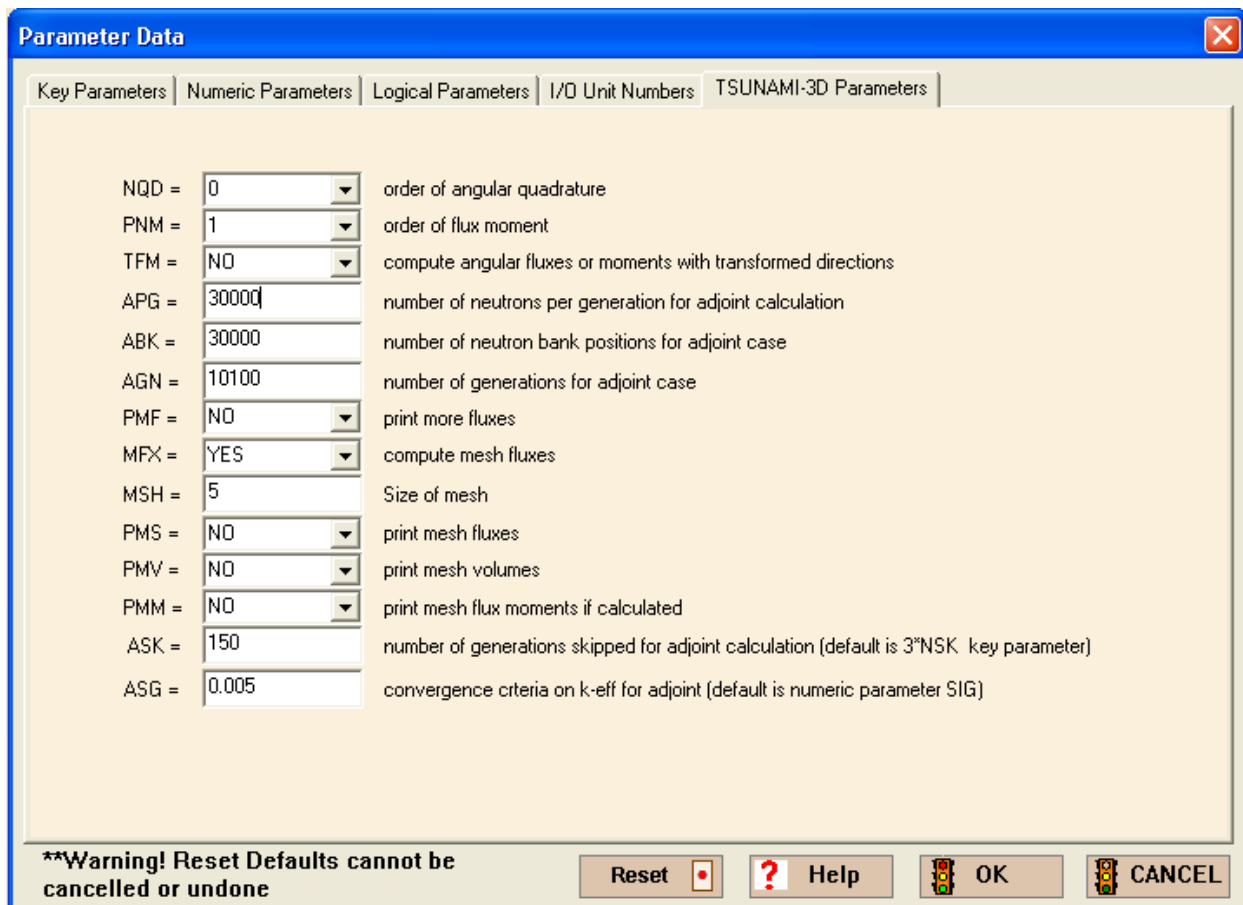 Parameter Data
Key Parameters Numeric Parameters Logical Parameters I/O Unit Numbers TSUNAMI-3D Parameters
NQD = 0 order of angular quadrature
PNM = 1 order of flux moment
TFM = NO compute angular fluxes or moments with transformed directions
APG = 30000 number of neutrons per generation for adjoint calculation
ABK = 30000 number of neutron bank positions for adjoint case
AGN = 10100 number of generations for adjoint case
PMF = NO print more fluxes
MFX = YES compute mesh fluxes
MSH = 5 Size of mesh
PMS = NO print mesh fluxes
PMV = NO print mesh volumes
PMM = NO print mesh flux moments if calculated
ASK = 150 number of generations skipped for adjoint calculation (default is 3*NSK key parameter)
ASG = 0.005 convergence crteria on k-eff for adjoint (default is numeric parameter SIG)
**Warning! Reset Defaults cannot be
cancelled or undone
Reset ? Help OK CANCEL